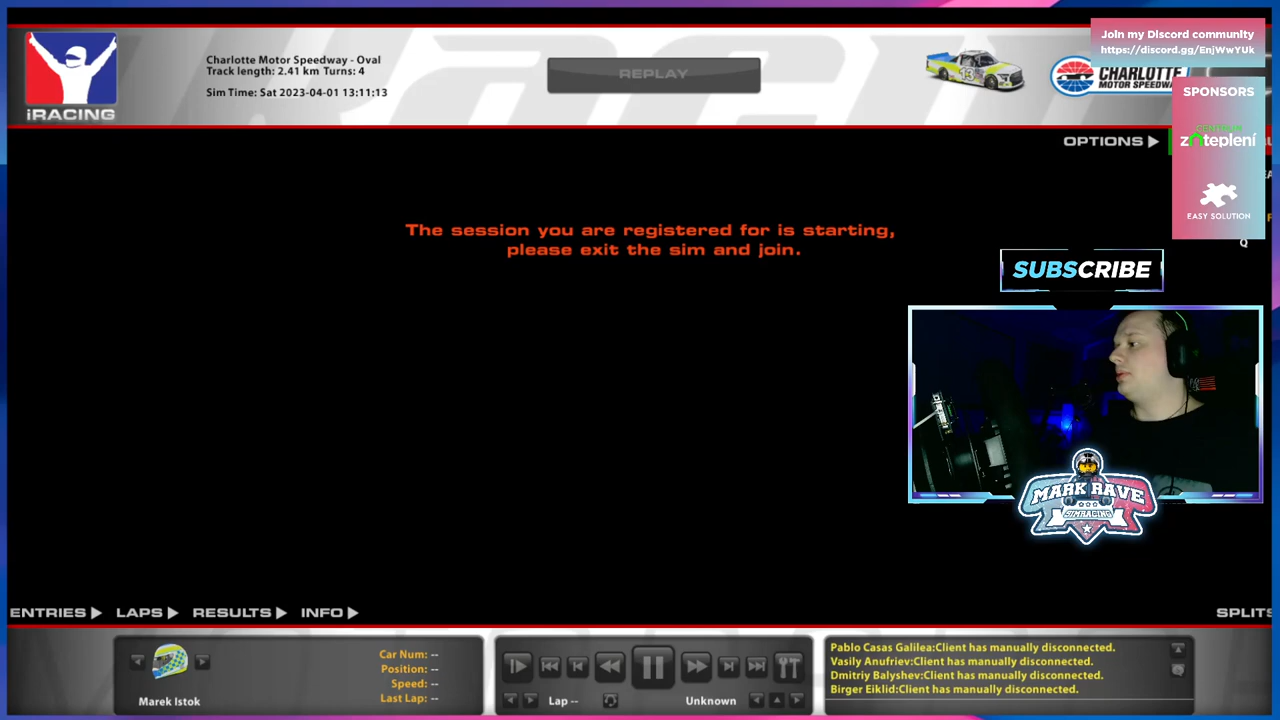 Join my Discord community
https://discord.gg/EnjWwYUk
iRACING
Charlotte Motor Speedway - Oval
Track length: 2.41 km Turns: 4
Sim Time: Sat 2023-04-01 13:11:13
REPLAY
13
CHARLOTTE
MOTOR SPEEDWAY
SPONSORS
CENTRUM
zateplení
EASY SOLUTION
OPTIONS
The session you are registered for is starting,
please exit the sim and join.
SUBSCRIBE
MARK RAVE
SIMRACING
ENTRIES LAPS RESULTS INFO
SPLITS
Car Num: --
Position: --
Speed: --
Last Lap: --
Marek Istok
Lap --
Unknown
Pablo Casas Galilea:Client has manually disconnected.
Vasily Anufriev:Client has manually disconnected.
Dmitriy Balyshev:Client has manually disconnected.
Birger Eiklid:Client has manually disconnected.